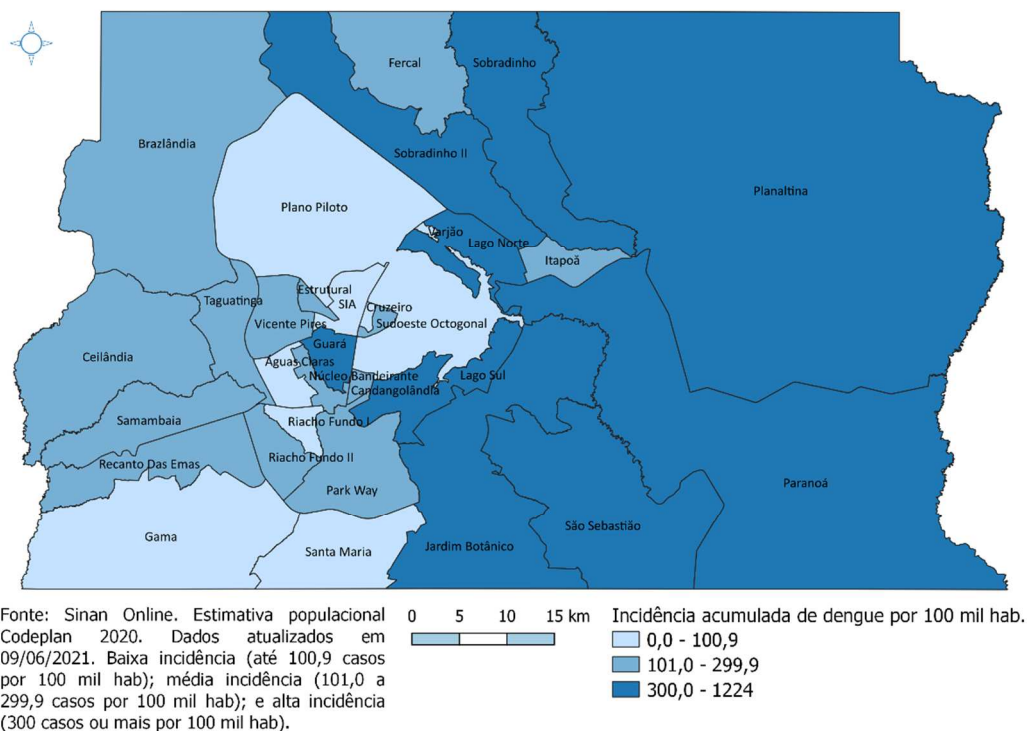 Fercal
Sobradinho
Brazlândia
Sobradinho II
Planaltina
Plano Piloto
Varjão
Lago Norte
Itapoã
Estrutural
Taguatinga
SIA
Cruzeiro
Vicente Pires
Sudoeste Octogonal
Guará
Ceilândia
Aguas Claras
Núcleo Bandeirante
Lago Sul
Candangolândia
Samambaia
Riacho Fundo I
Recanto Das Emas
Riacho Fundo II
Park Way
Paranoá
Gama
São Sebastião
Santa Maria
Jardim Botânico
Fonte: Sinan Online. Estimativa populacional
Codeplan 2020. Dados atualizados em
09/06/2021. Baixa incidência (até 100,9 casos
por 100 mil hab); média incidência (101,0 a
299,9 casos por 100 mil hab); e alta incidência
(300 casos ou mais por 100 mil hab).
0 5 10 15 km
Incidência acumulada de dengue por 100 mil hab.
0,0 - 100,9
101,0 - 299,9
300,0 - 1224